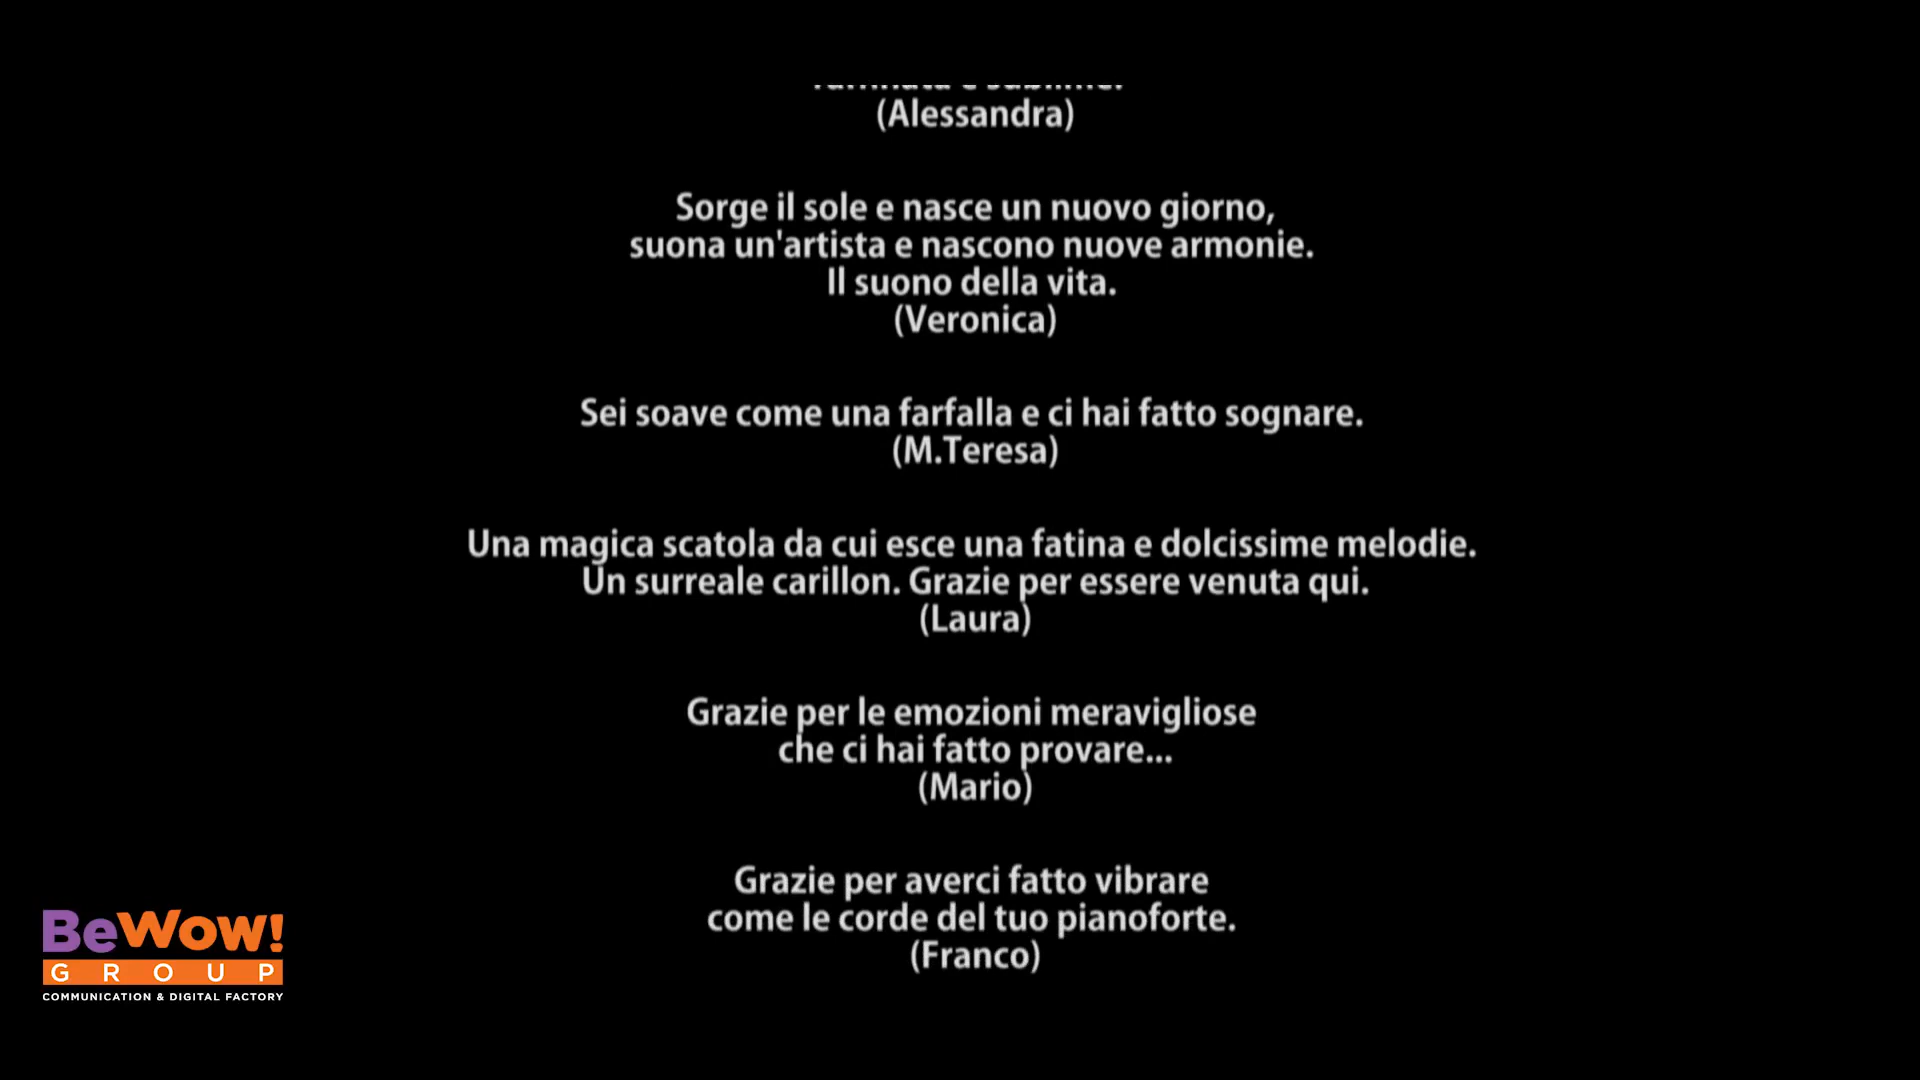 (Alessandra)
Sorge il sole e nasce un nuovo giorno,
suona un'artista e nascono nuove armonie.
Il suono della vita.
(Veronica)
Sei soave come una farfalla e ci hai fatto sognare.
(M.Teresa)
Una magica scatola da cui esce una fatina e dolcissime melodie.
Un surreale carillon. Grazie per essere venuta qui.
(Laura)
Grazie per le emozioni meravigliose
che ci hai fatto provare...
(Mario)
Grazie per averci fatto vibrare
come le corde del tuo pianoforte.
(Franco)
BeWow!
GROUP
COMMUNICATION & DIGITAL FACTORY